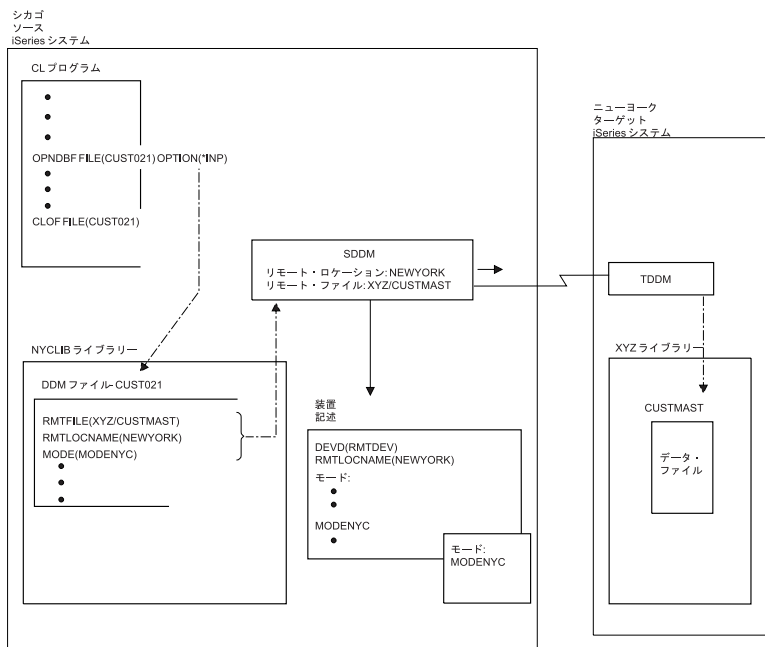 シカゴ
ソース
iSeries システム
CL プログラム
OPNDBF FILE(CUST021) OPTION(*INP)
CLOF FILE(CUST021)
ニューヨーク
ターゲット
iSeries システム
SDDM
リモート・ロケーション: NEWYORK
リモート・ファイル: XYZ/CUSTMAST
TDDM
NYCLIB ライブラリー
DDM ファイル-CUST021
RMTFILE(XYZ/CUSTMAST)
RMTLOCNAME(NEWYORK)
MODE(MODENYC)
装置
記述
DEVD(RMTDEV)
RMTLOCNAME(NEWYORK)
モード:
MODENYC
モード:
MODENYC
XYZ ライブラリー
CUSTMAST
データ・
ファイル